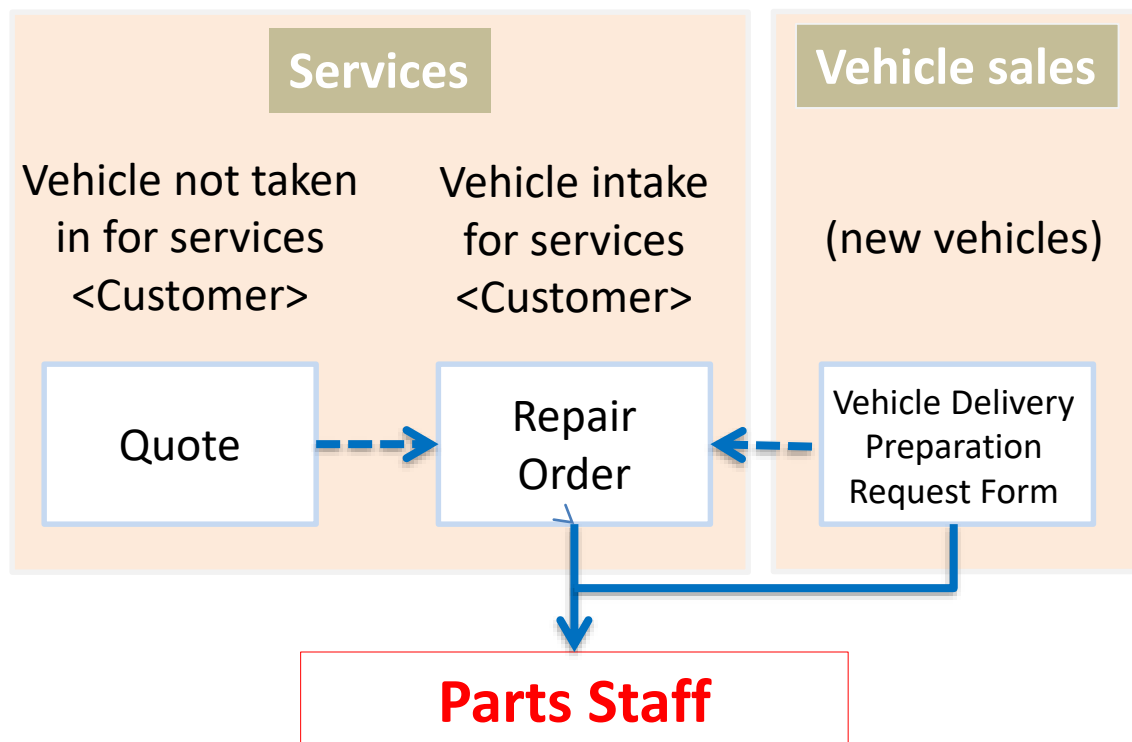 Services
Vehicle sales
Vehicle not taken
in for services
<Customer>
Vehicle intake
for services
<Customer>
(new vehicles)
Quote
Repair
Order
Vehicle Delivery
Preparation
Request Form
Parts Staff